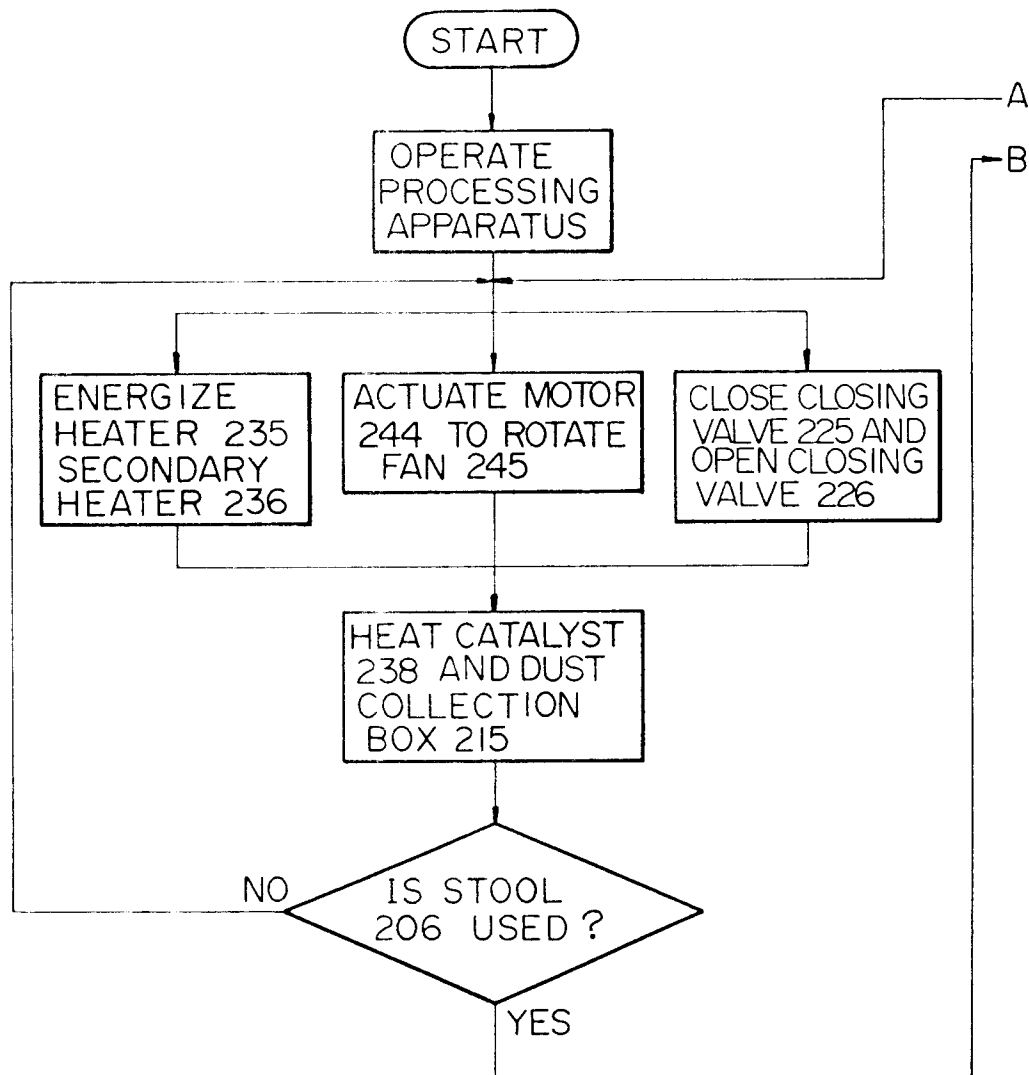 START
A
B
OPERATE
PROCESSING
APPARATUS
ENERGIZE
HEATER 235
SECONDARY
HEATER 236
ACTUATE MOTOR
244 TO ROTATE
FAN 245
CLOSE CLOSING
VALVE 225 AND
OPEN CLOSING
VALVE 226
HEAT CATALYST
238 AND DUST
COLLECTION
BOX 215
NO
IS STOOL
206 USED ?
YES